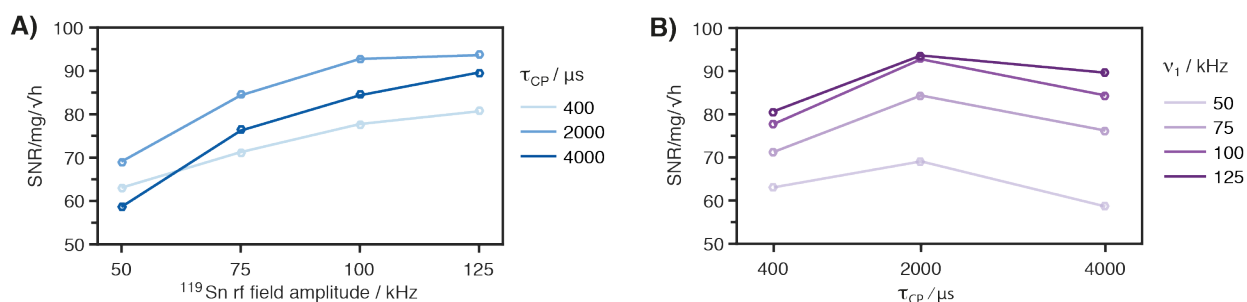 A)
SNR/mg/√h
100
90
80
70
60
50
50 75 100 125
¹¹⁹Sn rf field amplitude / kHz
τCP / µs
400
2000
4000
B)
SNR/mg/√h
100
90
80
70
60
50
400 2000 4000
τCP / µs
ν₁ / kHz
50
75
100
125